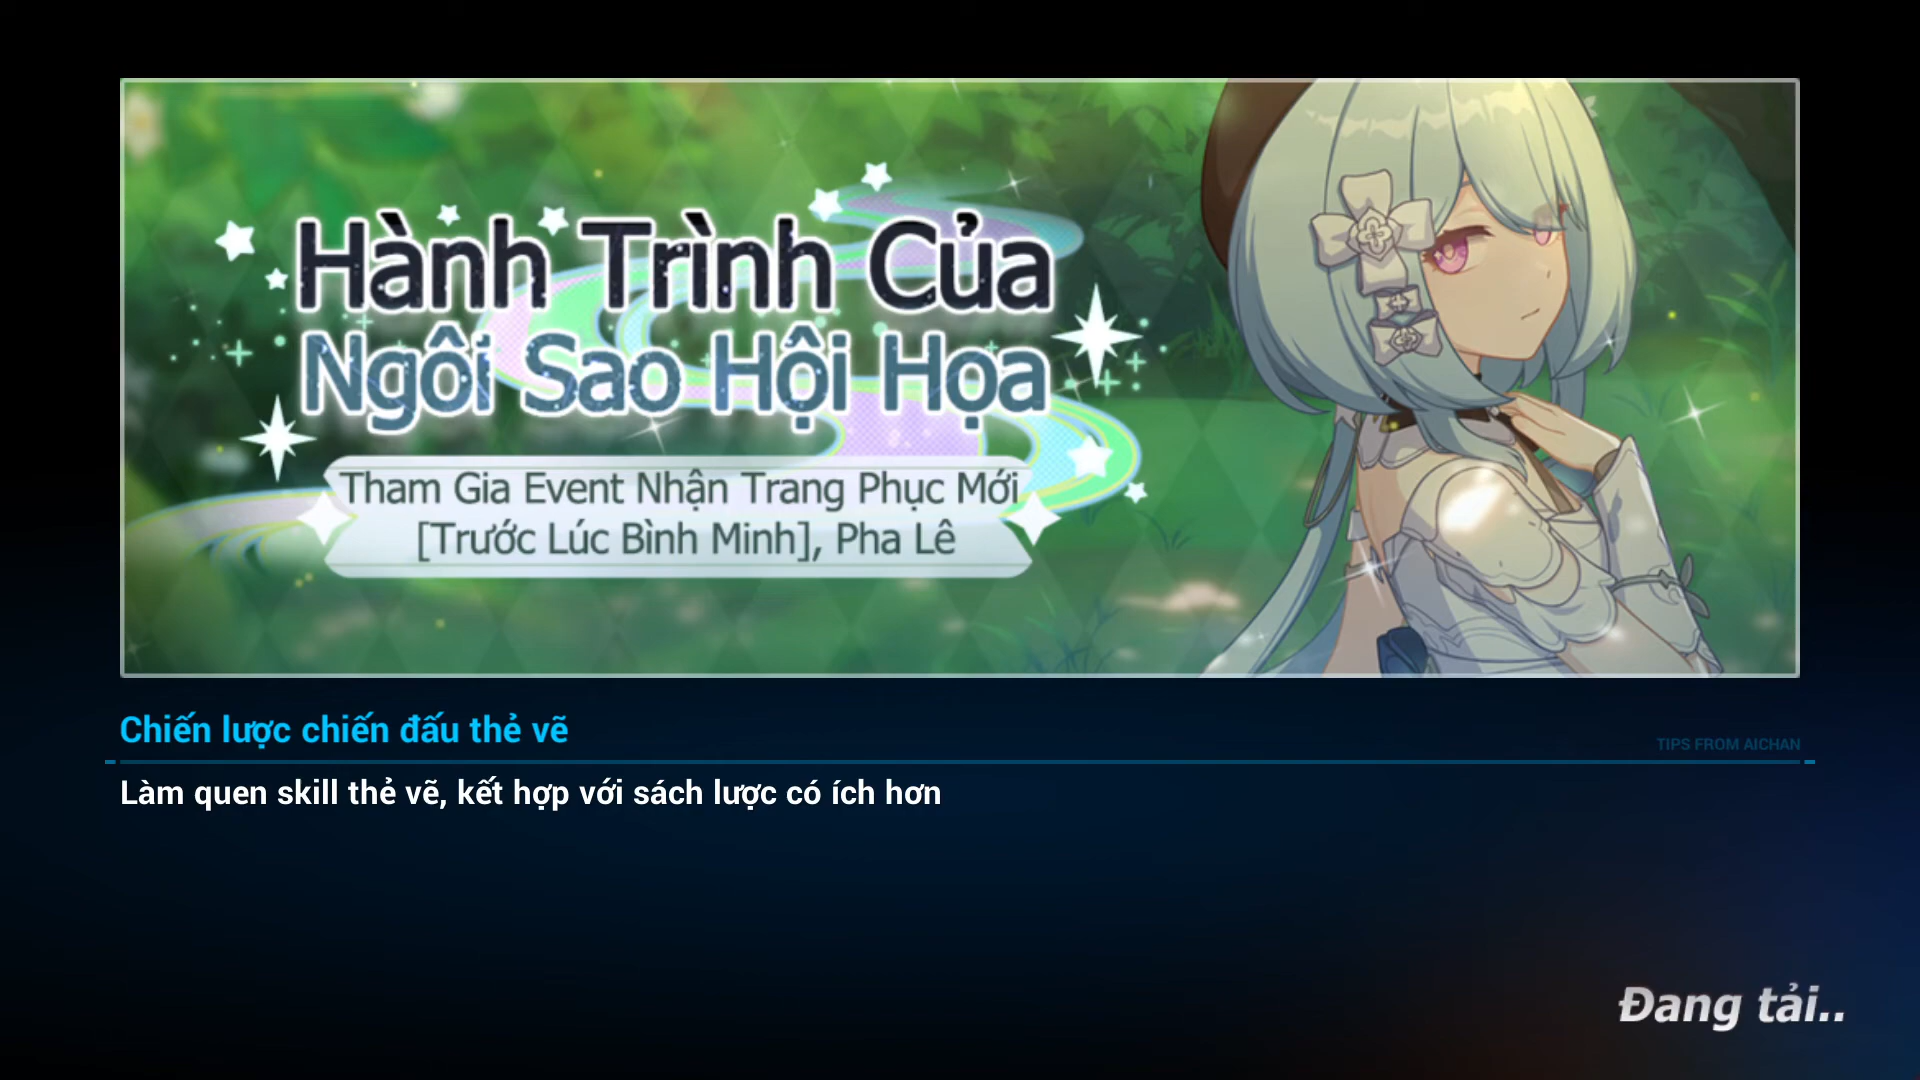 Hành Trình Của
Ngôi Sao Hội Họa
Tham Gia Event Nhận Trang Phục Mới
[Trước Lúc Bình Minh], Pha Lê
Chiến lược chiến đấu thẻ vẽ
TIPS FROM AICHAN
Làm quen skill thẻ vẽ, kết hợp với sách lược có ích hơn
Đang tải..